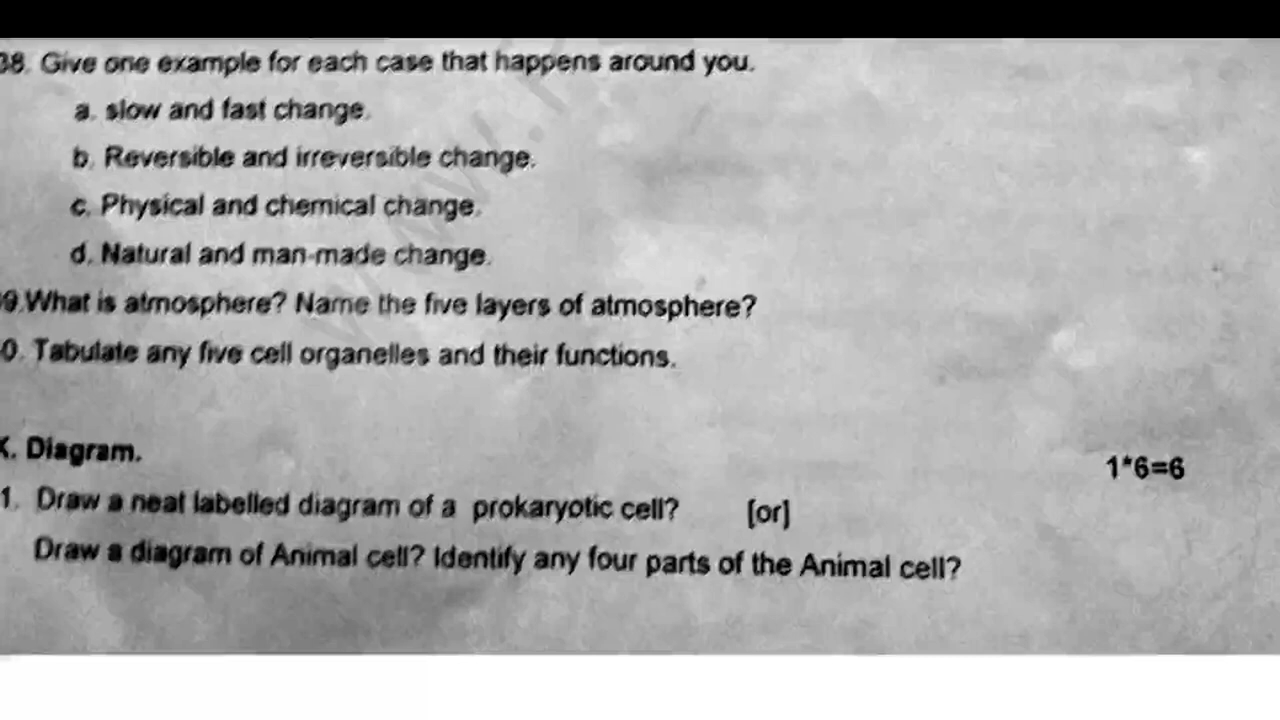 38. Give one example for each case that happens around you.
a. slow and fast change.
b. Reversible and irreversible change.
c. Physical and chemical change.
d. Natural and man-made change.
9.What is atmosphere? Name the five layers of atmosphere?
0. Tabulate any five cell organelles and their functions.
X. Diagram.
1*6=6
1. Draw a neat labelled diagram of a prokaryotic cell? [or]
Draw a diagram of Animal cell? Identify any four parts of the Animal cell?